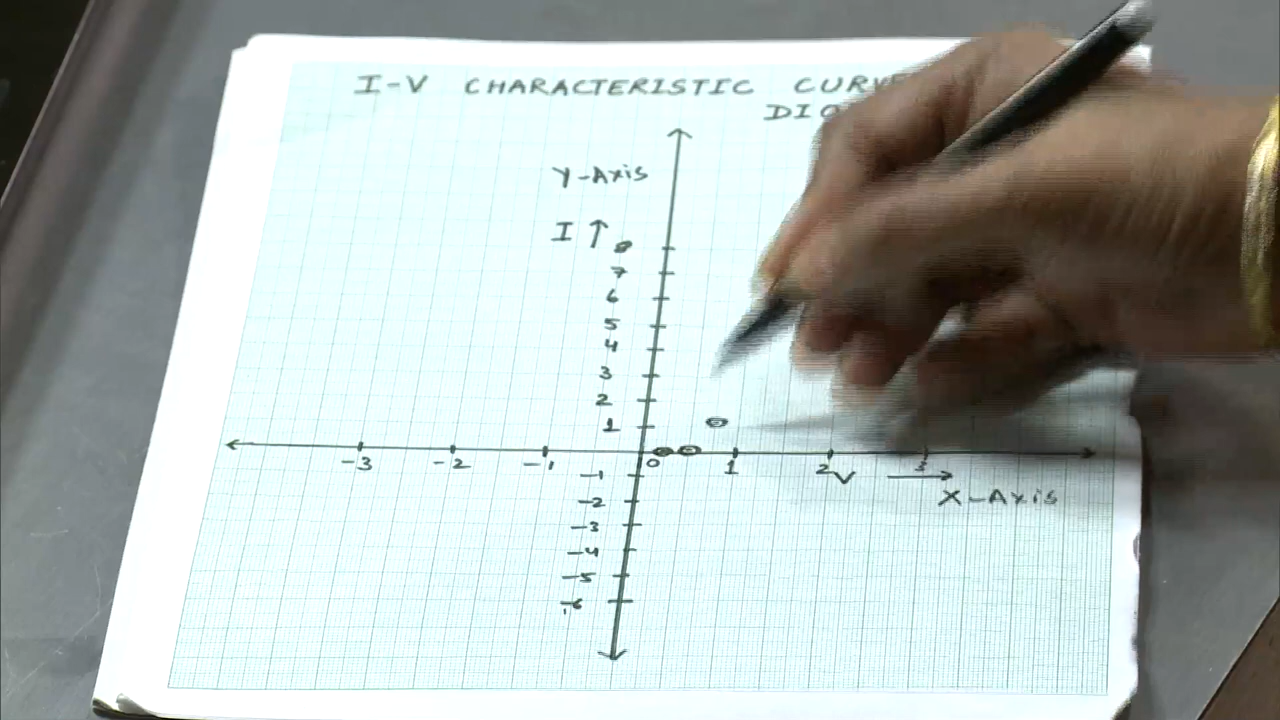 I-V CHARACTERISTIC
Y-Axis
I ↑
8
7
6
5
4
3
2
1
-3 -2 -1 0 1 2 3
V → X-Axis
-1
-2
-3
-4
-5
-6